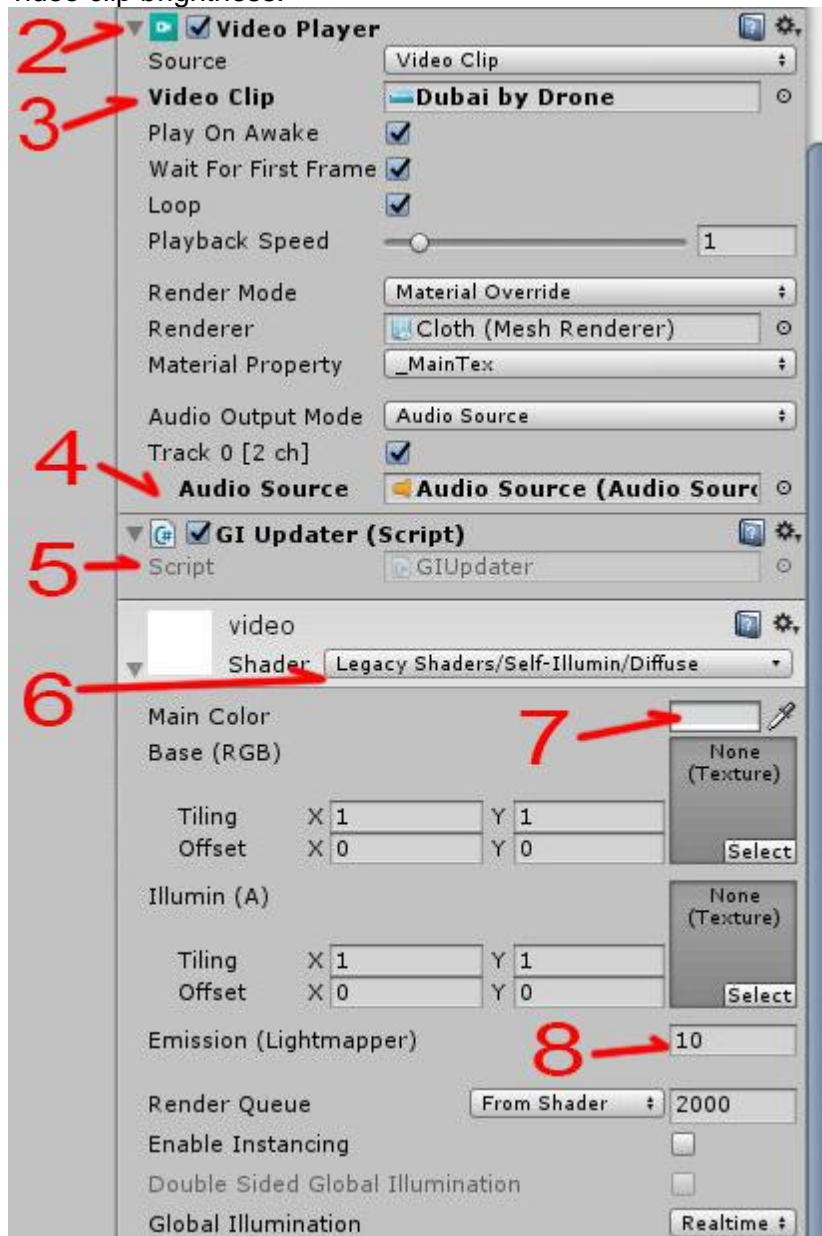 video clip brightness.
2 Video Player
Source Video Clip
3 Video Clip Dubai by Drone
Play On Awake
Wait For First Frame
Loop
Playback Speed 1
Render Mode Material Override
Renderer Cloth (Mesh Renderer)
Material Property _MainTex
Audio Output Mode Audio Source
Track 0 [2 ch]
4 Audio Source Audio Source (Audio Sourc
C# GI Updater (Script)
5 Script GIUpdater
video
6 Shader Legacy Shaders/Self-Illumin/Diffuse
Main Color 7
Base (RGB) None
(Texture)
Tiling X 1 Y 1
Offset X 0 Y 0 Select
Illumin (A) None
(Texture)
Tiling X 1 Y 1
Offset X 0 Y 0 Select
Emission (Lightmapper) 8 10
Render Queue From Shader 2000
Enable Instancing
Double Sided Global Illumination
Global Illumination Realtime